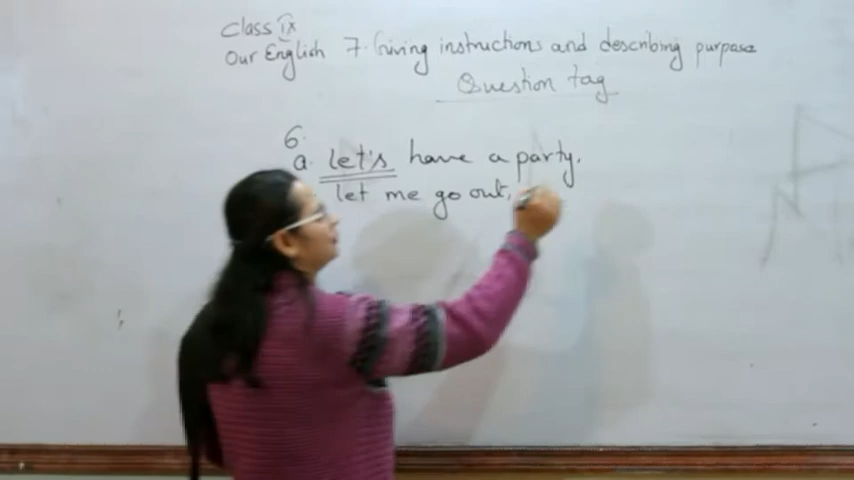 Class IX
Our English 7. Giving instructions and describing purpose
Question tag
6.
a. let's have a party.
let me go out,